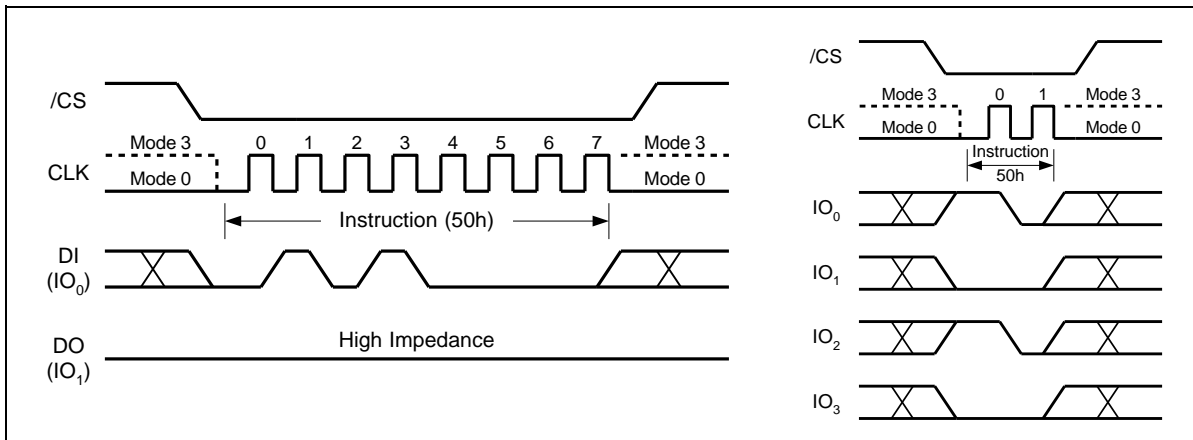 /CS
Mode 3 0 1 2 3 4 5 6 7 Mode 3
CLK
Mode 0 Mode 0
Instruction (50h)
DI
(IO0)
High Impedance
DO
(IO1)
/CS
Mode 3 0 1 Mode 3
CLK
Mode 0 Mode 0
Instruction
50h
IO0
IO1
IO2
IO3